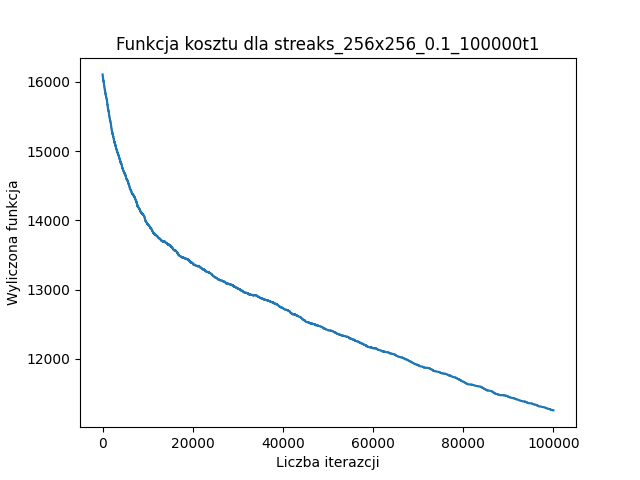 Funkcja kosztu dla streaks_256x256_0.1_100000t1
16000
15000
14000
13000
12000
Wyliczona funkcja
0 20000 40000 60000 80000 100000
Liczba iterazcji